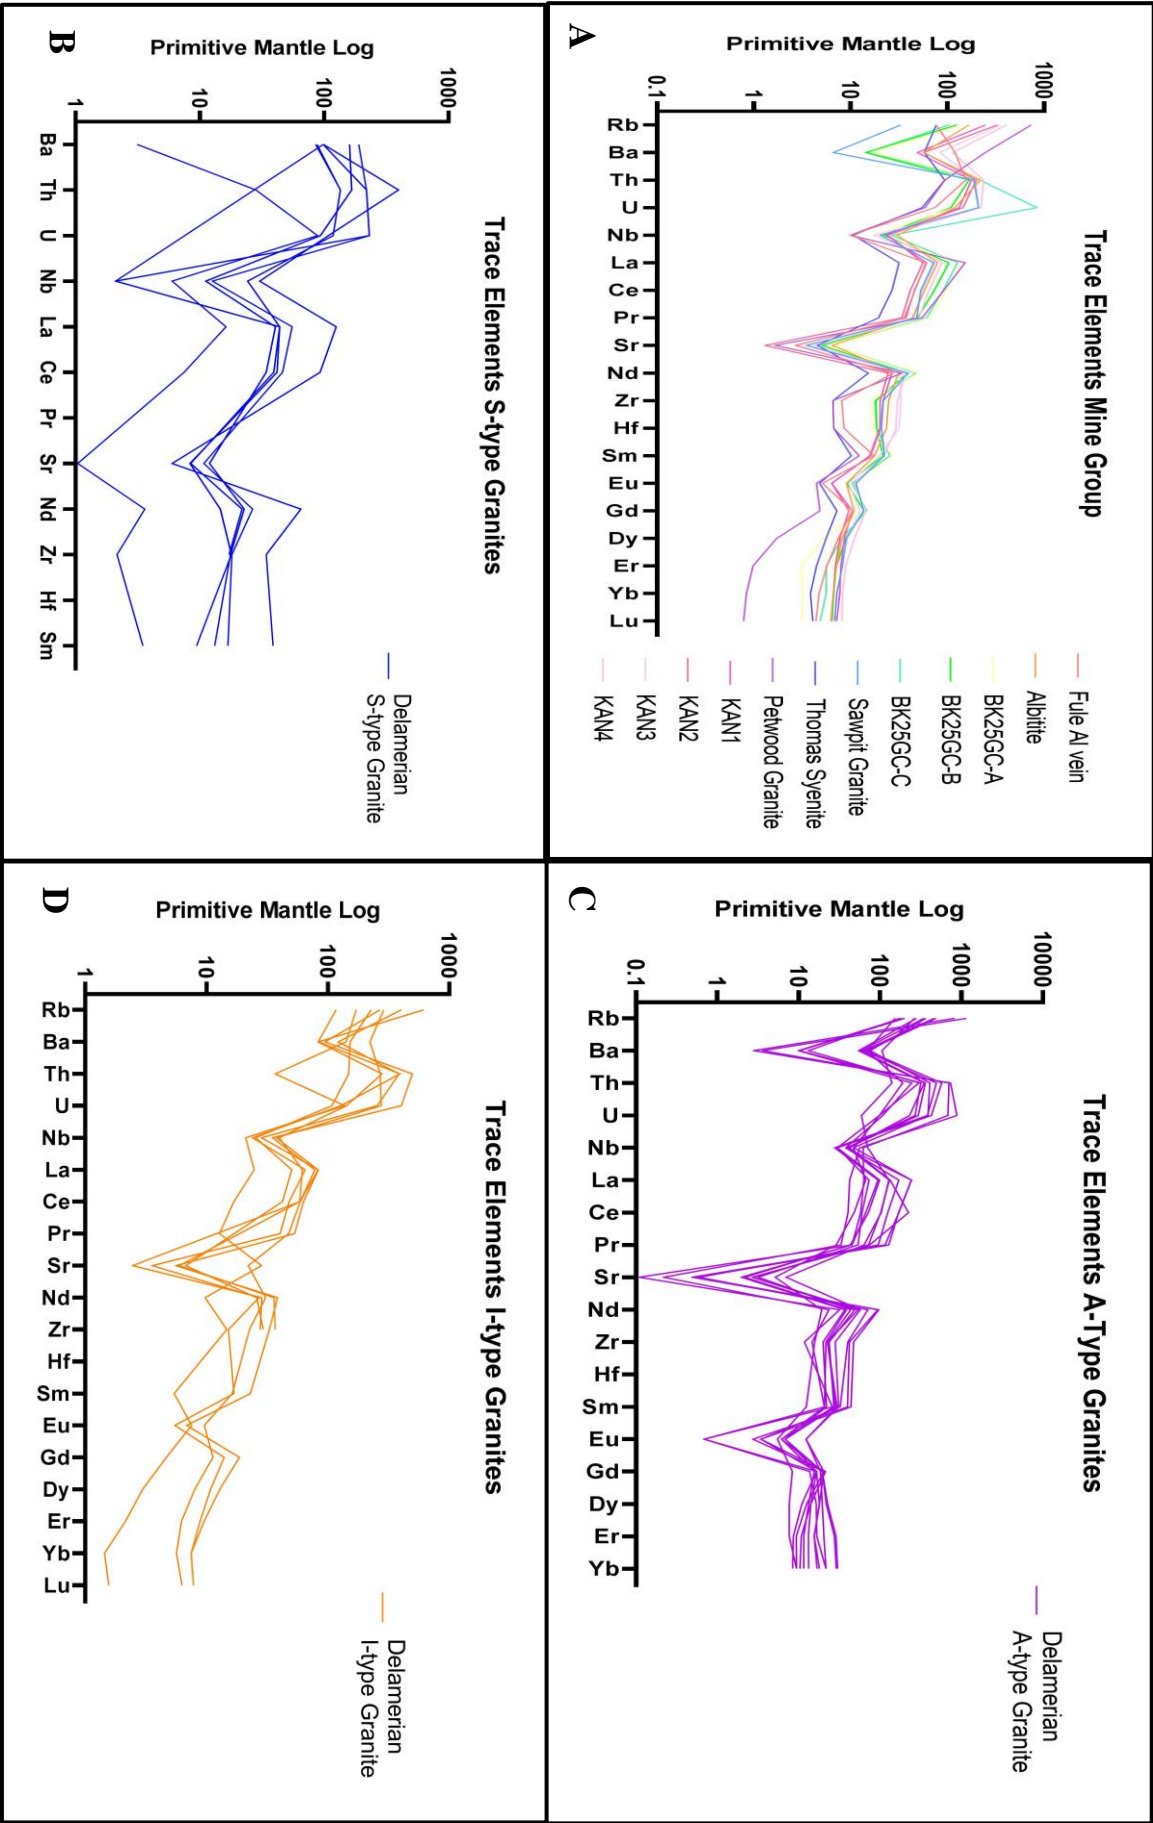 A
Trace Elements Mine Group
Primitive Mantle Log
1000
100
10
1
0.1
Rb
Ba
Th
U
Nb
La
Ce
Pr
Sr
Nd
Zr
Hf
Sm
Eu
Gd
Dy
Er
Yb
Lu
Fule Al vein
Albitite
BK25GC-A
BK25GC-B
BK25GC-C
Sawpit Granite
Thomas Syenite
Petwood Granite
KAN1
KAN2
KAN3
KAN4
C
Trace Elements A-Type Granites
Primitive Mantle Log
10000
1000
100
10
1
0.1
Rb
Ba
Th
U
Nb
La
Ce
Pr
Sr
Nd
Zr
Hf
Sm
Eu
Gd
Dy
Er
Yb
Delamerian
A-type Granite
B
Trace Elements S-type Granites
Primitive Mantle Log
1000
100
10
1
Ba
Th
U
Nb
La
Ce
Pr
Sr
Nd
Zr
Hf
Sm
Delamerian
S-type Granite
D
Trace Elements I-type Granites
Primitive Mantle Log
1000
100
10
1
Rb
Ba
Th
U
Nb
La
Ce
Pr
Sr
Nd
Zr
Hf
Sm
Eu
Gd
Dy
Er
Yb
Lu
Delamerian
I-type Granite